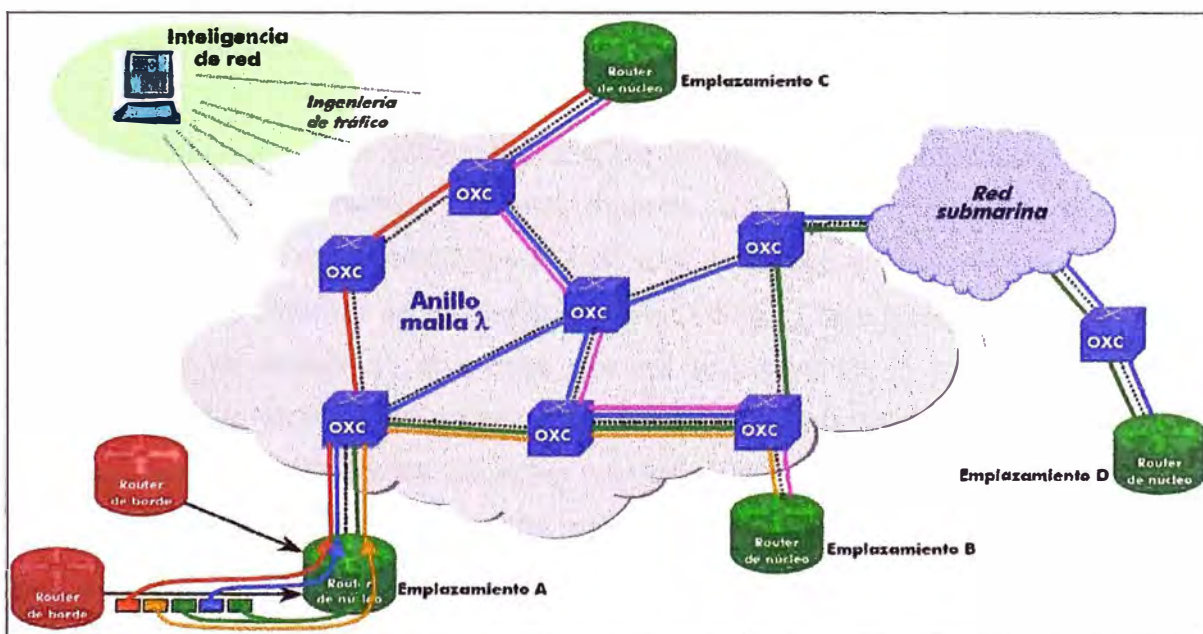 Inteligencia
de red
Ingeniería
de tráfico
Router
de núcleo
Emplazamiento C
OXC
Red
submarina
OXC
OXC
Anillo
malla λ
OXC
OXC
OXC
OXC
OXC
Router
de borde
Router
de núcleo
Emplazamiento B
Emplazamiento D
Router
de núcleo
Router
de borde
Router
de núcleo
Emplazamiento A